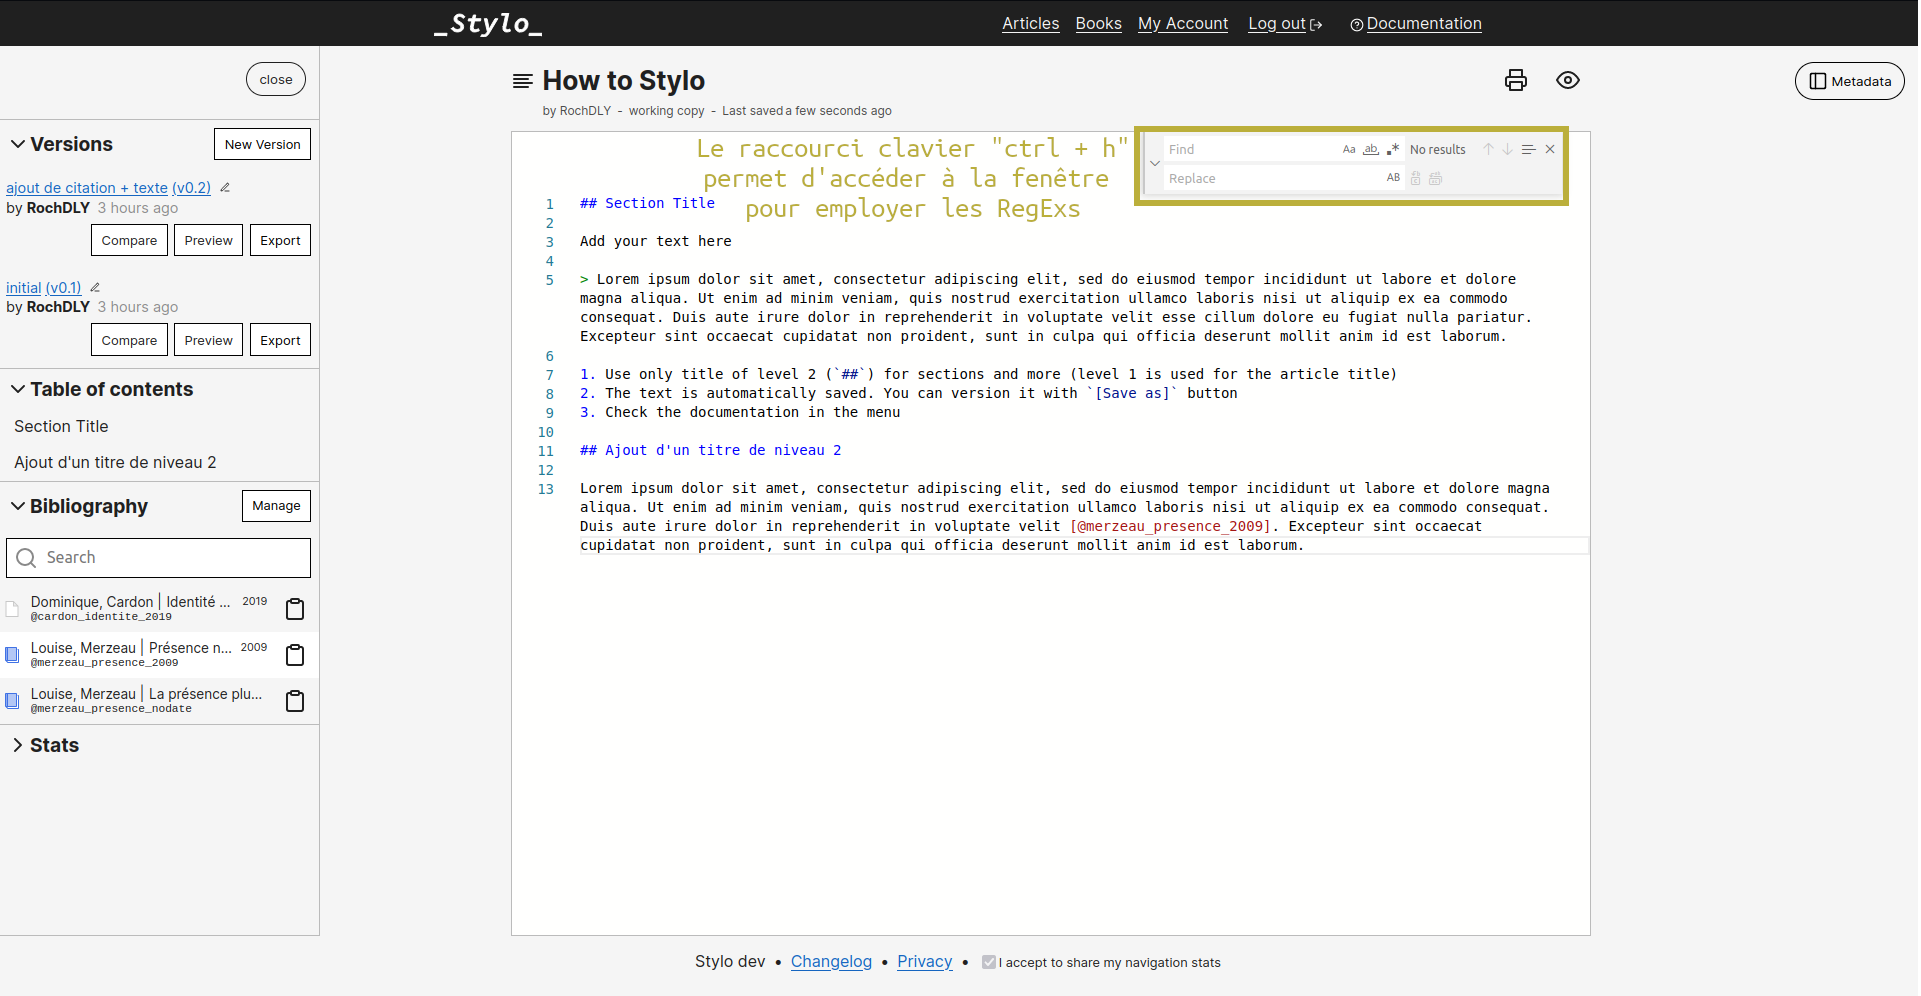 _Stylo_
Articles Books My Account Log out Documentation
close
Versions New Version
ajout de citation + texte (v0.2)
by RochDLY 3 hours ago
Compare Preview Export
initial (v0.1)
by RochDLY 3 hours ago
Compare Preview Export
Table of contents
Section Title
Ajout d'un titre de niveau 2
Bibliography Manage
Search
Dominique, Cardon | Identité ... 2019
@cardon_identite_2019
Louise, Merzeau | Présence n... 2009
@merzeau_presence_2009
Louise, Merzeau | La présence plu...
@merzeau_presence_nodate
Stats
How to Stylo
by RochDLY - working copy - Last saved a few seconds ago
Metadata
Le raccourci clavier "ctrl + h"
permet d'accéder à la fenêtre
pour employer les RegExs
Find Aa ab .* No results
Replace AB
1 ## Section Title
2
3 Add your text here
4
5 > Lorem ipsum dolor sit amet, consectetur adipiscing elit, sed do eiusmod tempor incididunt ut labore et dolore
magna aliqua. Ut enim ad minim veniam, quis nostrud exercitation ullamco laboris nisi ut aliquip ex ea commodo
consequat. Duis aute irure dolor in reprehenderit in voluptate velit esse cillum dolore eu fugiat nulla pariatur.
Excepteur sint occaecat cupidatat non proident, sunt in culpa qui officia deserunt mollit anim id est laborum.
6
7 1. Use only title of level 2 (`##`) for sections and more (level 1 is used for the article title)
8 2. The text is automatically saved. You can version it with `[Save as]` button
9 3. Check the documentation in the menu
10
11 ## Ajout d'un titre de niveau 2
12
13 Lorem ipsum dolor sit amet, consectetur adipiscing elit, sed do eiusmod tempor incididunt ut labore et dolore magna
aliqua. Ut enim ad minim veniam, quis nostrud exercitation ullamco laboris nisi ut aliquip ex ea commodo consequat.
Duis aute irure dolor in reprehenderit in voluptate velit [@merzeau_presence_2009]. Excepteur sint occaecat
cupidatat non proident, sunt in culpa qui officia deserunt mollit anim id est laborum.
Stylo dev • Changelog • Privacy • I accept to share my navigation stats